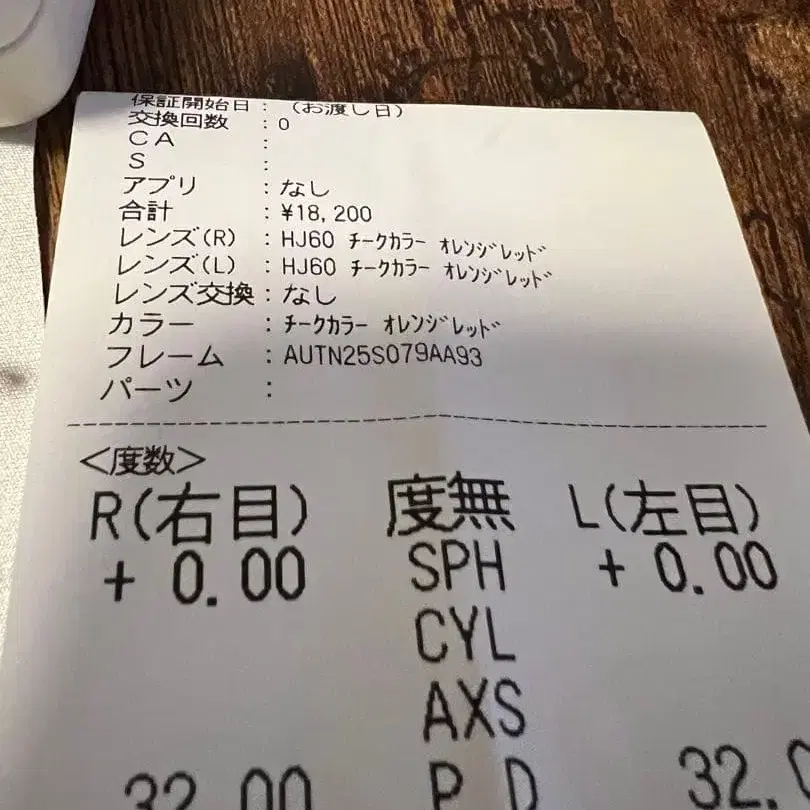 保証開始日 : (お渡し日)
交換回数 : 0
CA :
S :
アプリ : なし
合計 : ¥18,200
レンズ(R) : HJ60 ﾁｰｸｶﾗｰ ｵﾚﾝｼﾞﾚｯﾄﾞ
レンズ(L) : HJ60 ﾁｰｸｶﾗｰ ｵﾚﾝｼﾞﾚｯﾄﾞ
レンズ交換 : なし
カラー : ﾁｰｸｶﾗｰ ｵﾚﾝｼﾞﾚｯﾄﾞ
フレーム : AUTN25S079AA93
パーツ :
<度数>
R(右目) 度無 L(左目)
+ 0.00 SPH + 0.00
CYL
AXS
32.00 P D 32.0